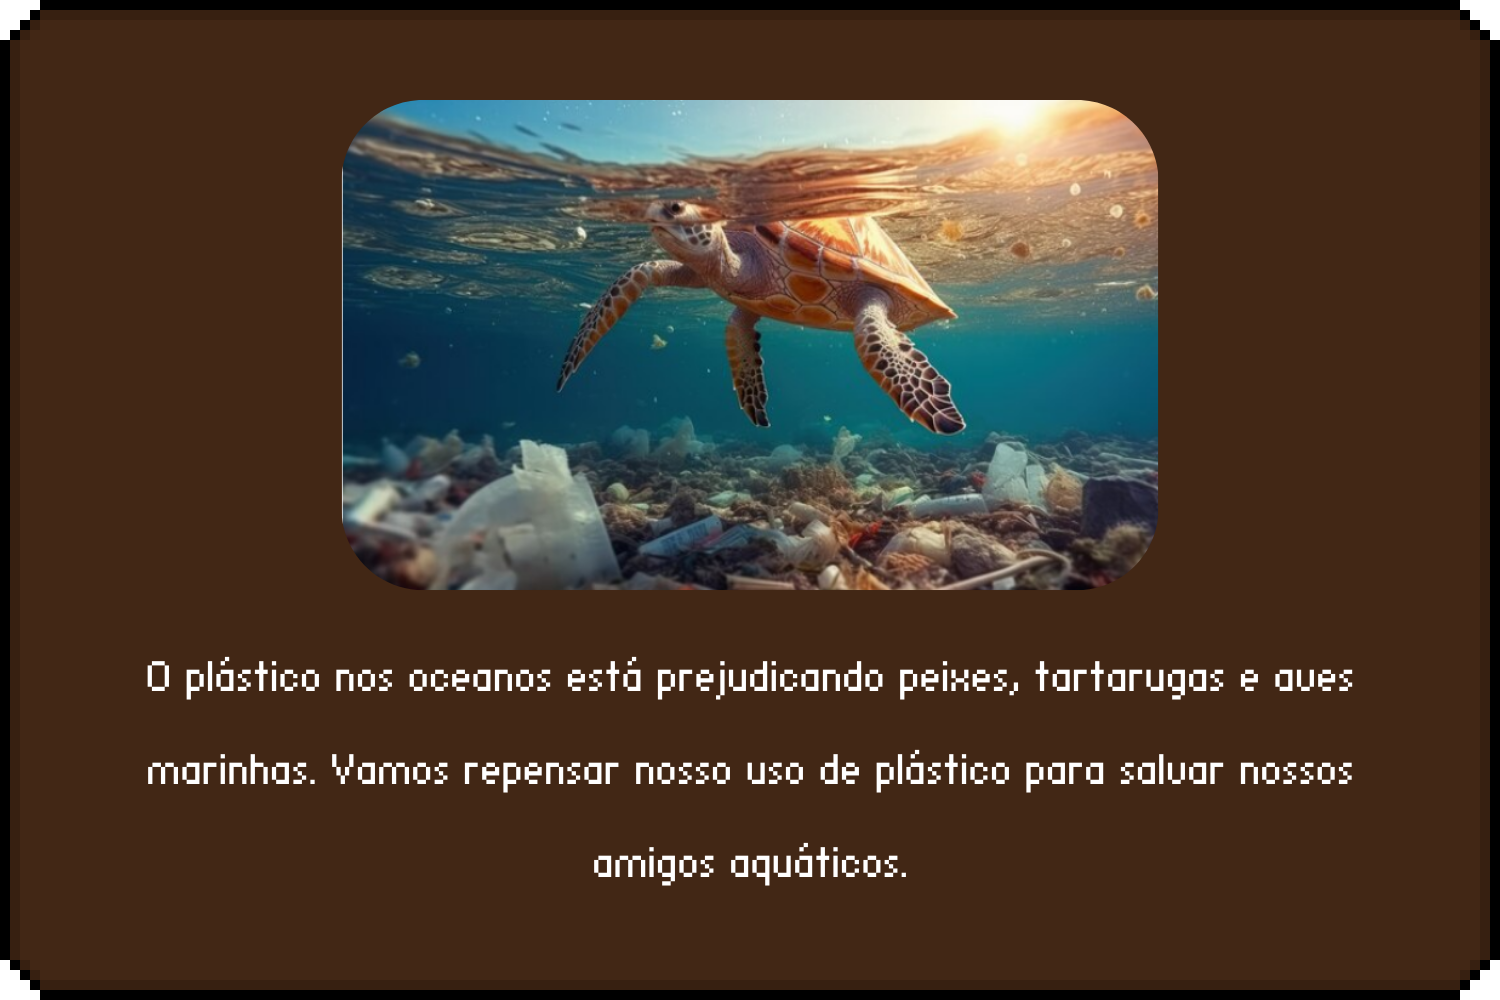 O plástico nos oceanos está prejudicando peixes, tartarugas e aves
marinhas. Vamos repensar nosso uso de plástico para salvar nossos
amigos aquáticos.